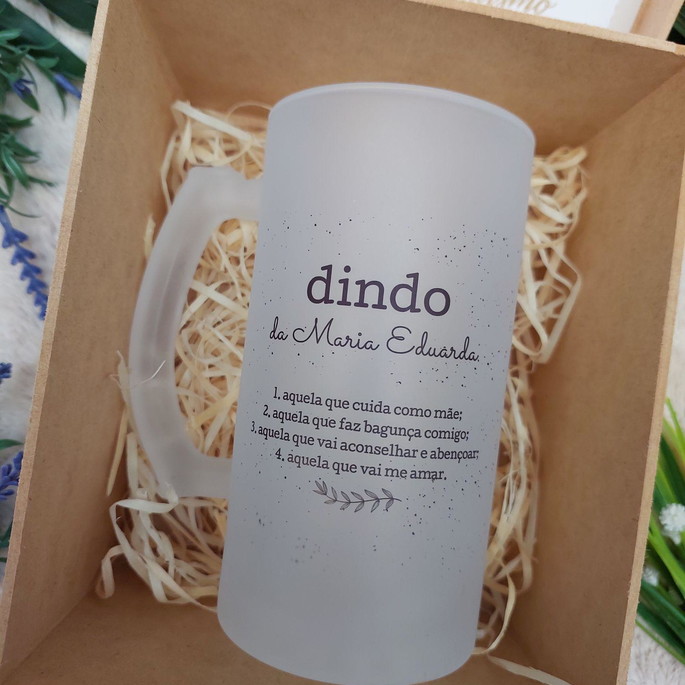 dindo
da Maria Eduarda
1. aquela que cuida como mãe;
2. aquela que faz bagunça comigo;
3. aquela que vai aconselhar e abençoar;
4. aquela que vai me amar.